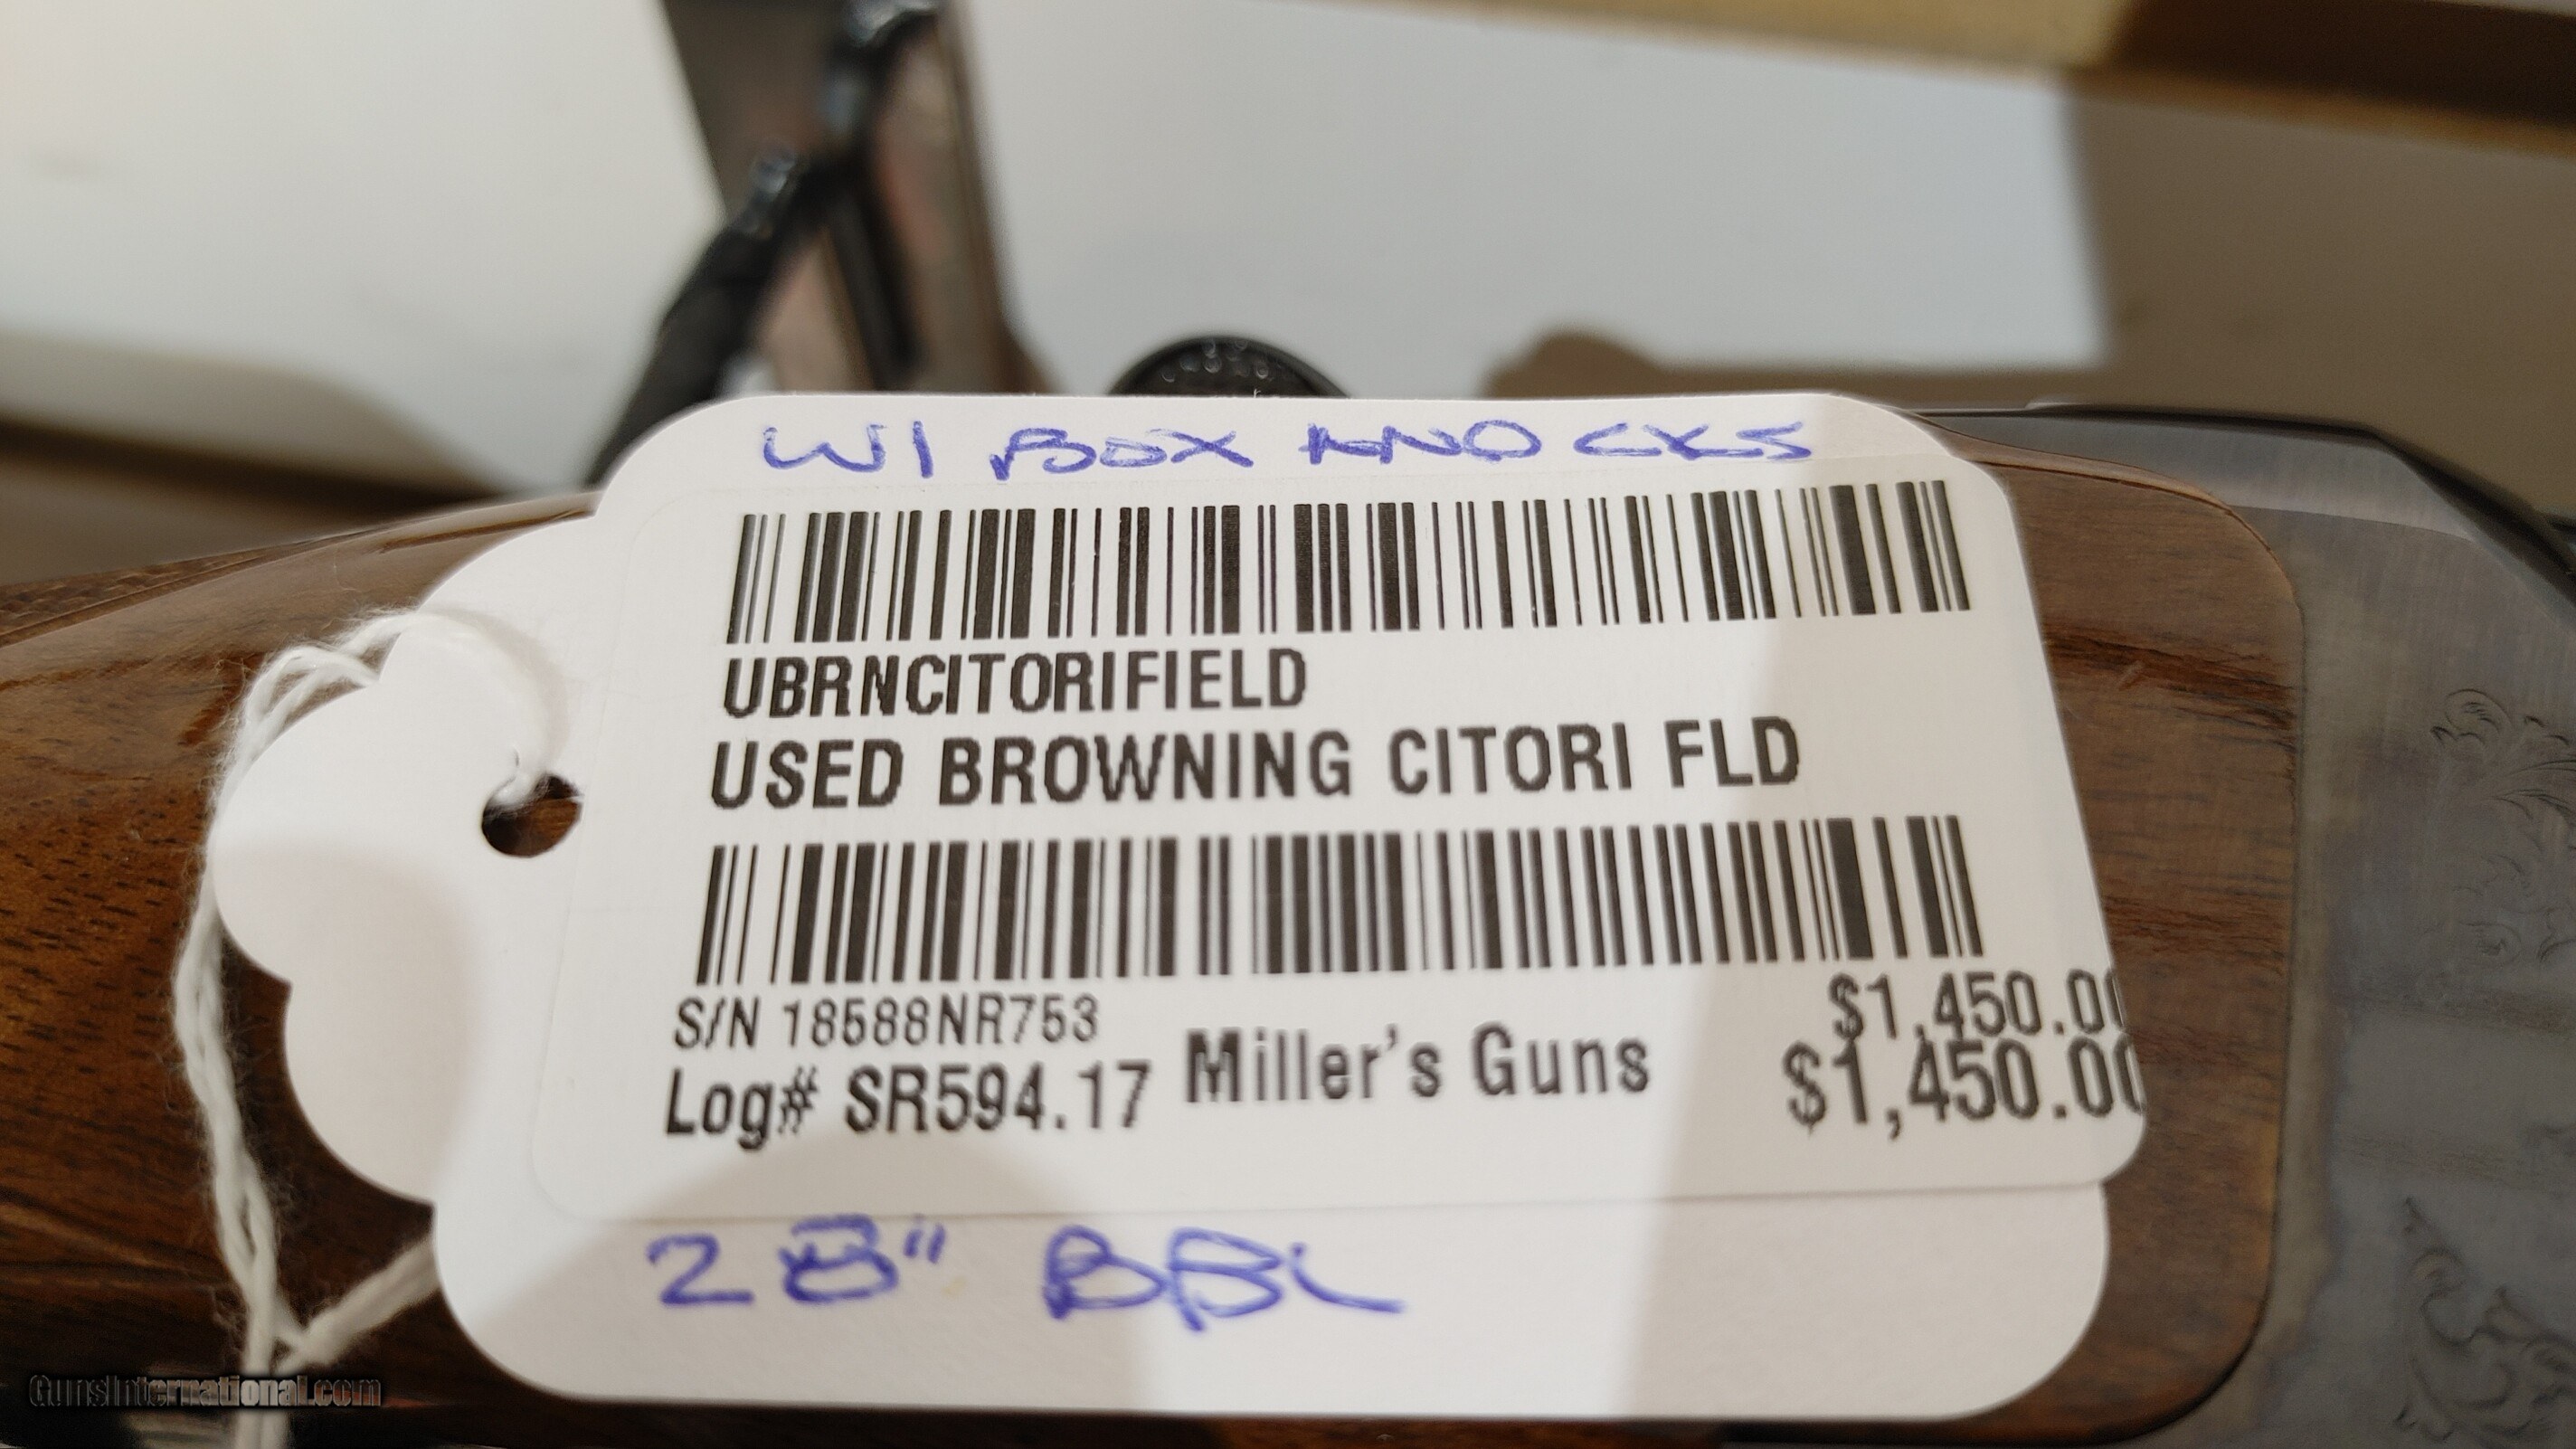 W/ BOX AND CKS
UBRNCITORIFIELD
USED BROWNING CITORI FLD
S/N 18588NR753
$1,450.00
Log# SR594.17 Miller's Guns
$1,450.00
28" BBL
GunsInternational.com